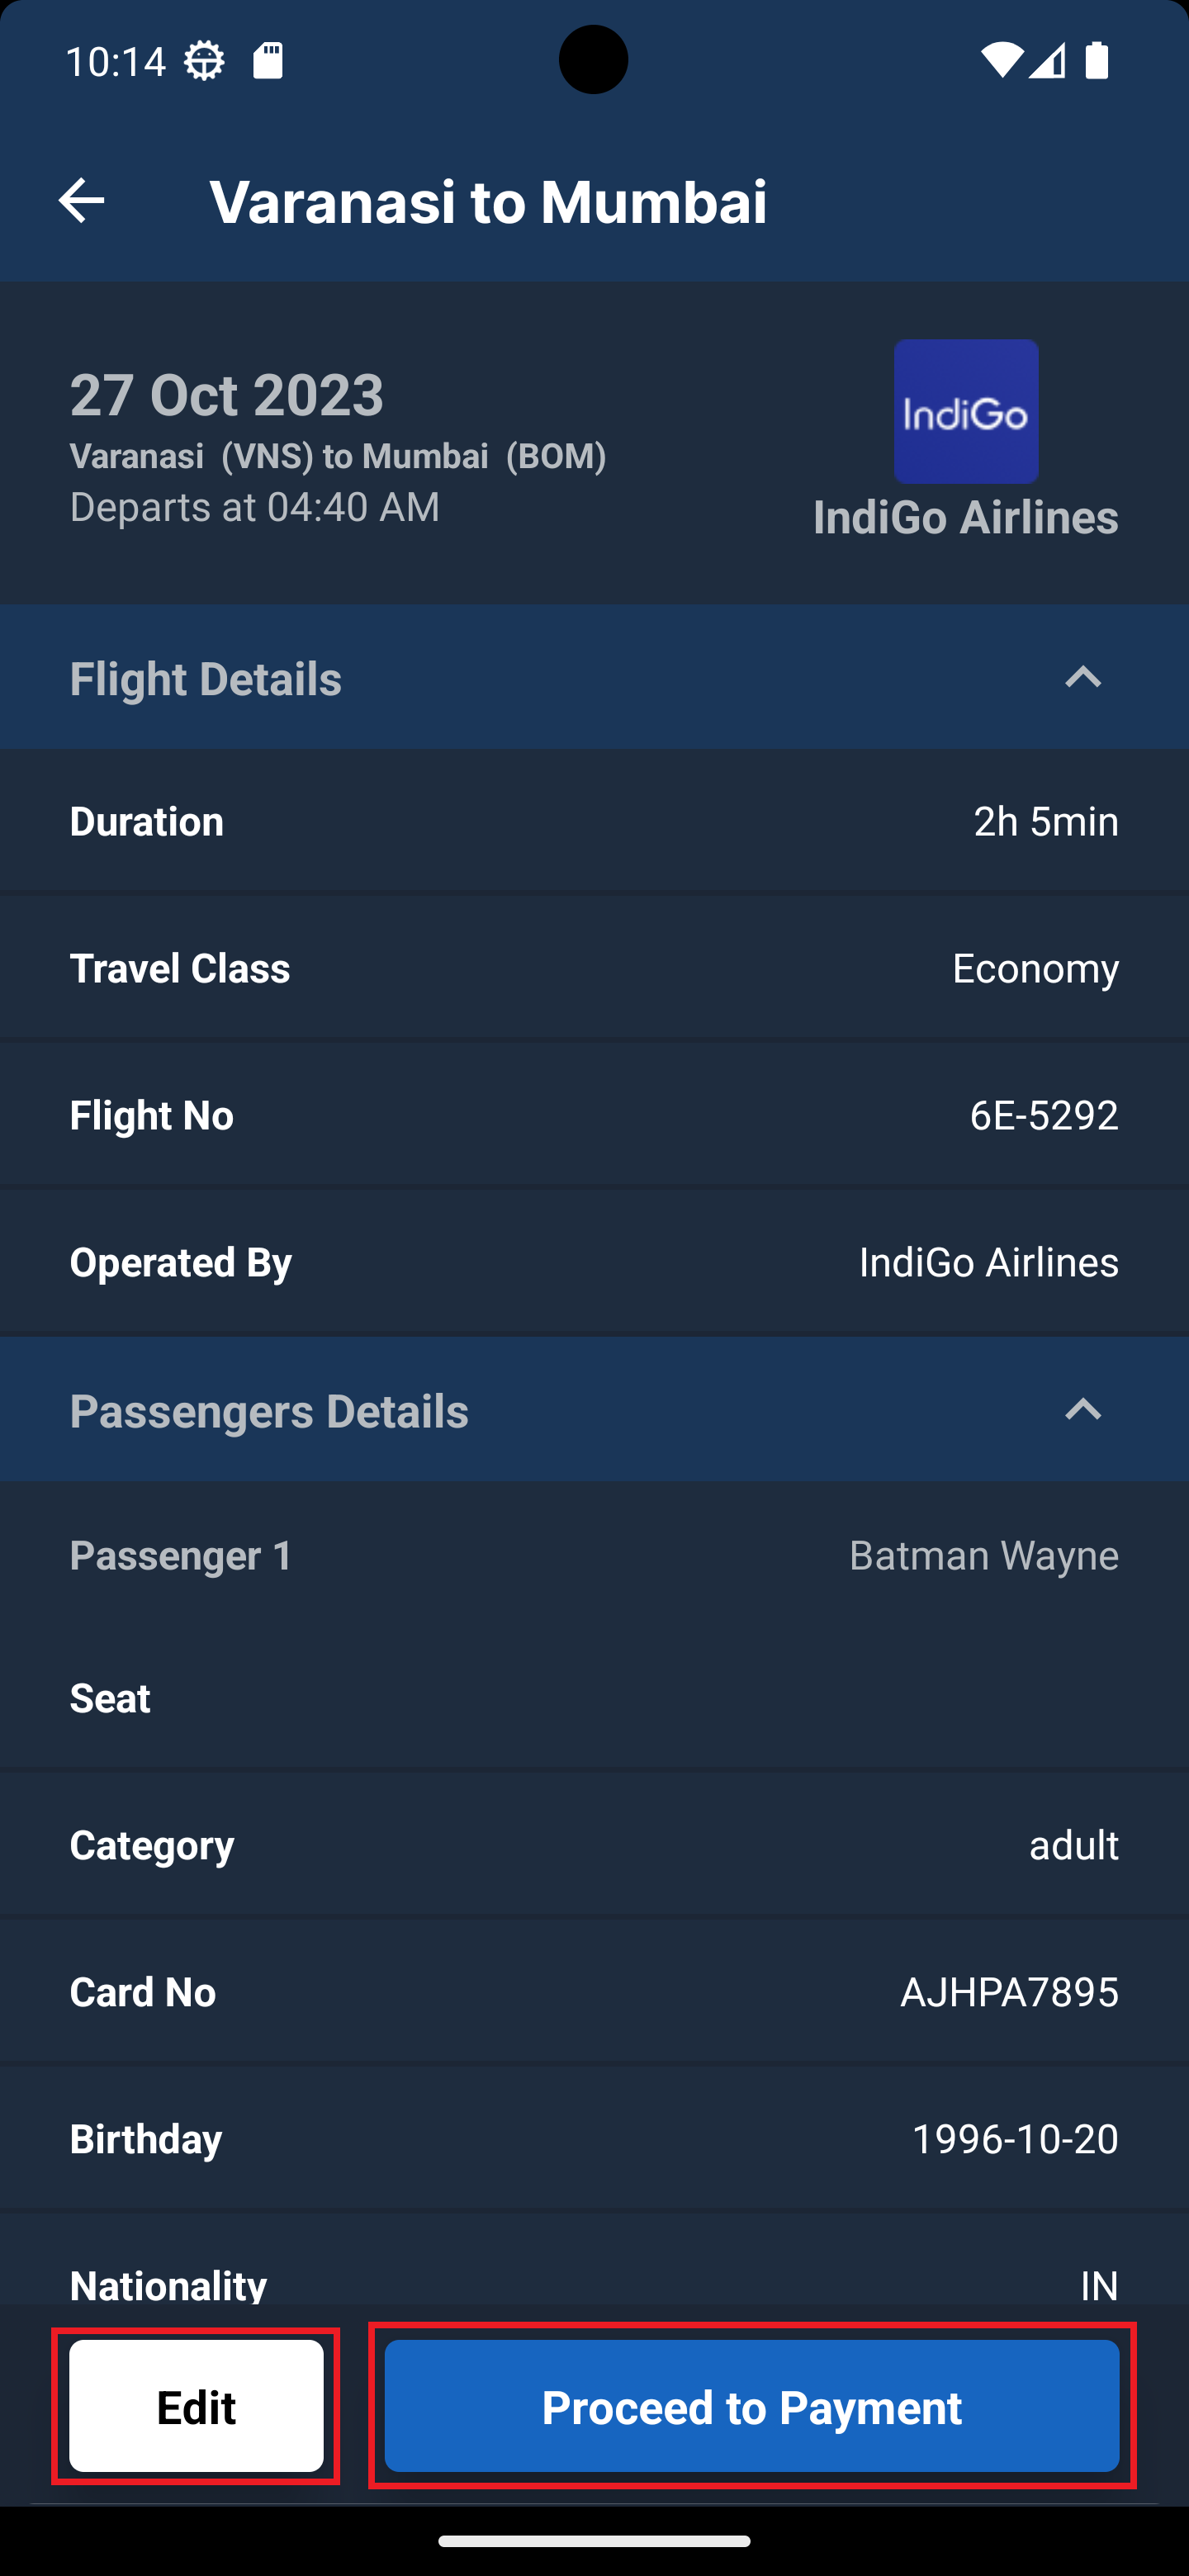 10:14
Varanasi to Mumbai
27 Oct 2023
Varanasi (VNS) to Mumbai (BOM)
Departs at 04:40 AM
IndiGo
IndiGo Airlines
Flight Details
Duration 2h 5min
Travel Class Economy
Flight No 6E-5292
Operated By IndiGo Airlines
Passengers Details
Passenger 1 Batman Wayne
Seat
Category adult
Card No AJHPA7895
Birthday 1996-10-20
Nationality IN
Edit Proceed to Payment